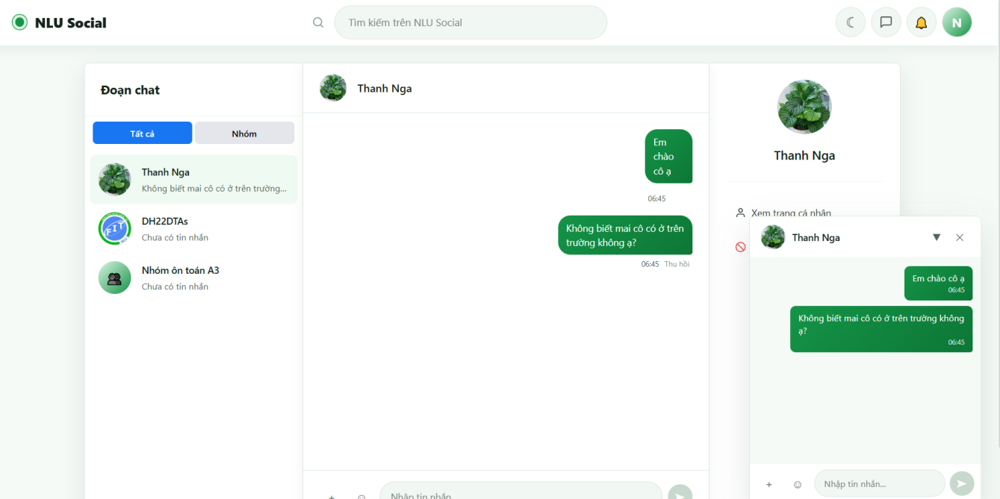 NLU Social
Tìm kiếm trên NLU Social
N
Đoạn chat
Tất cả
Nhóm
Thanh Nga
Không biết mai cô có ở trên trường...
DH22DTAs
Chưa có tin nhắn
Nhóm ôn toán A3
Chưa có tin nhắn
FIT
Thanh Nga
Em
chào
cô ạ
06:45
Không biết mai cô có ở trên
trường không ạ?
06:45 Thu hồi
Nhập tin nhắn...
Thanh Nga
Xem trang cá nhân
Thanh Nga
Em chào cô ạ
06:45
Không biết mai cô có ở trên trường không
ạ?
06:45
Nhập tin nhắn...